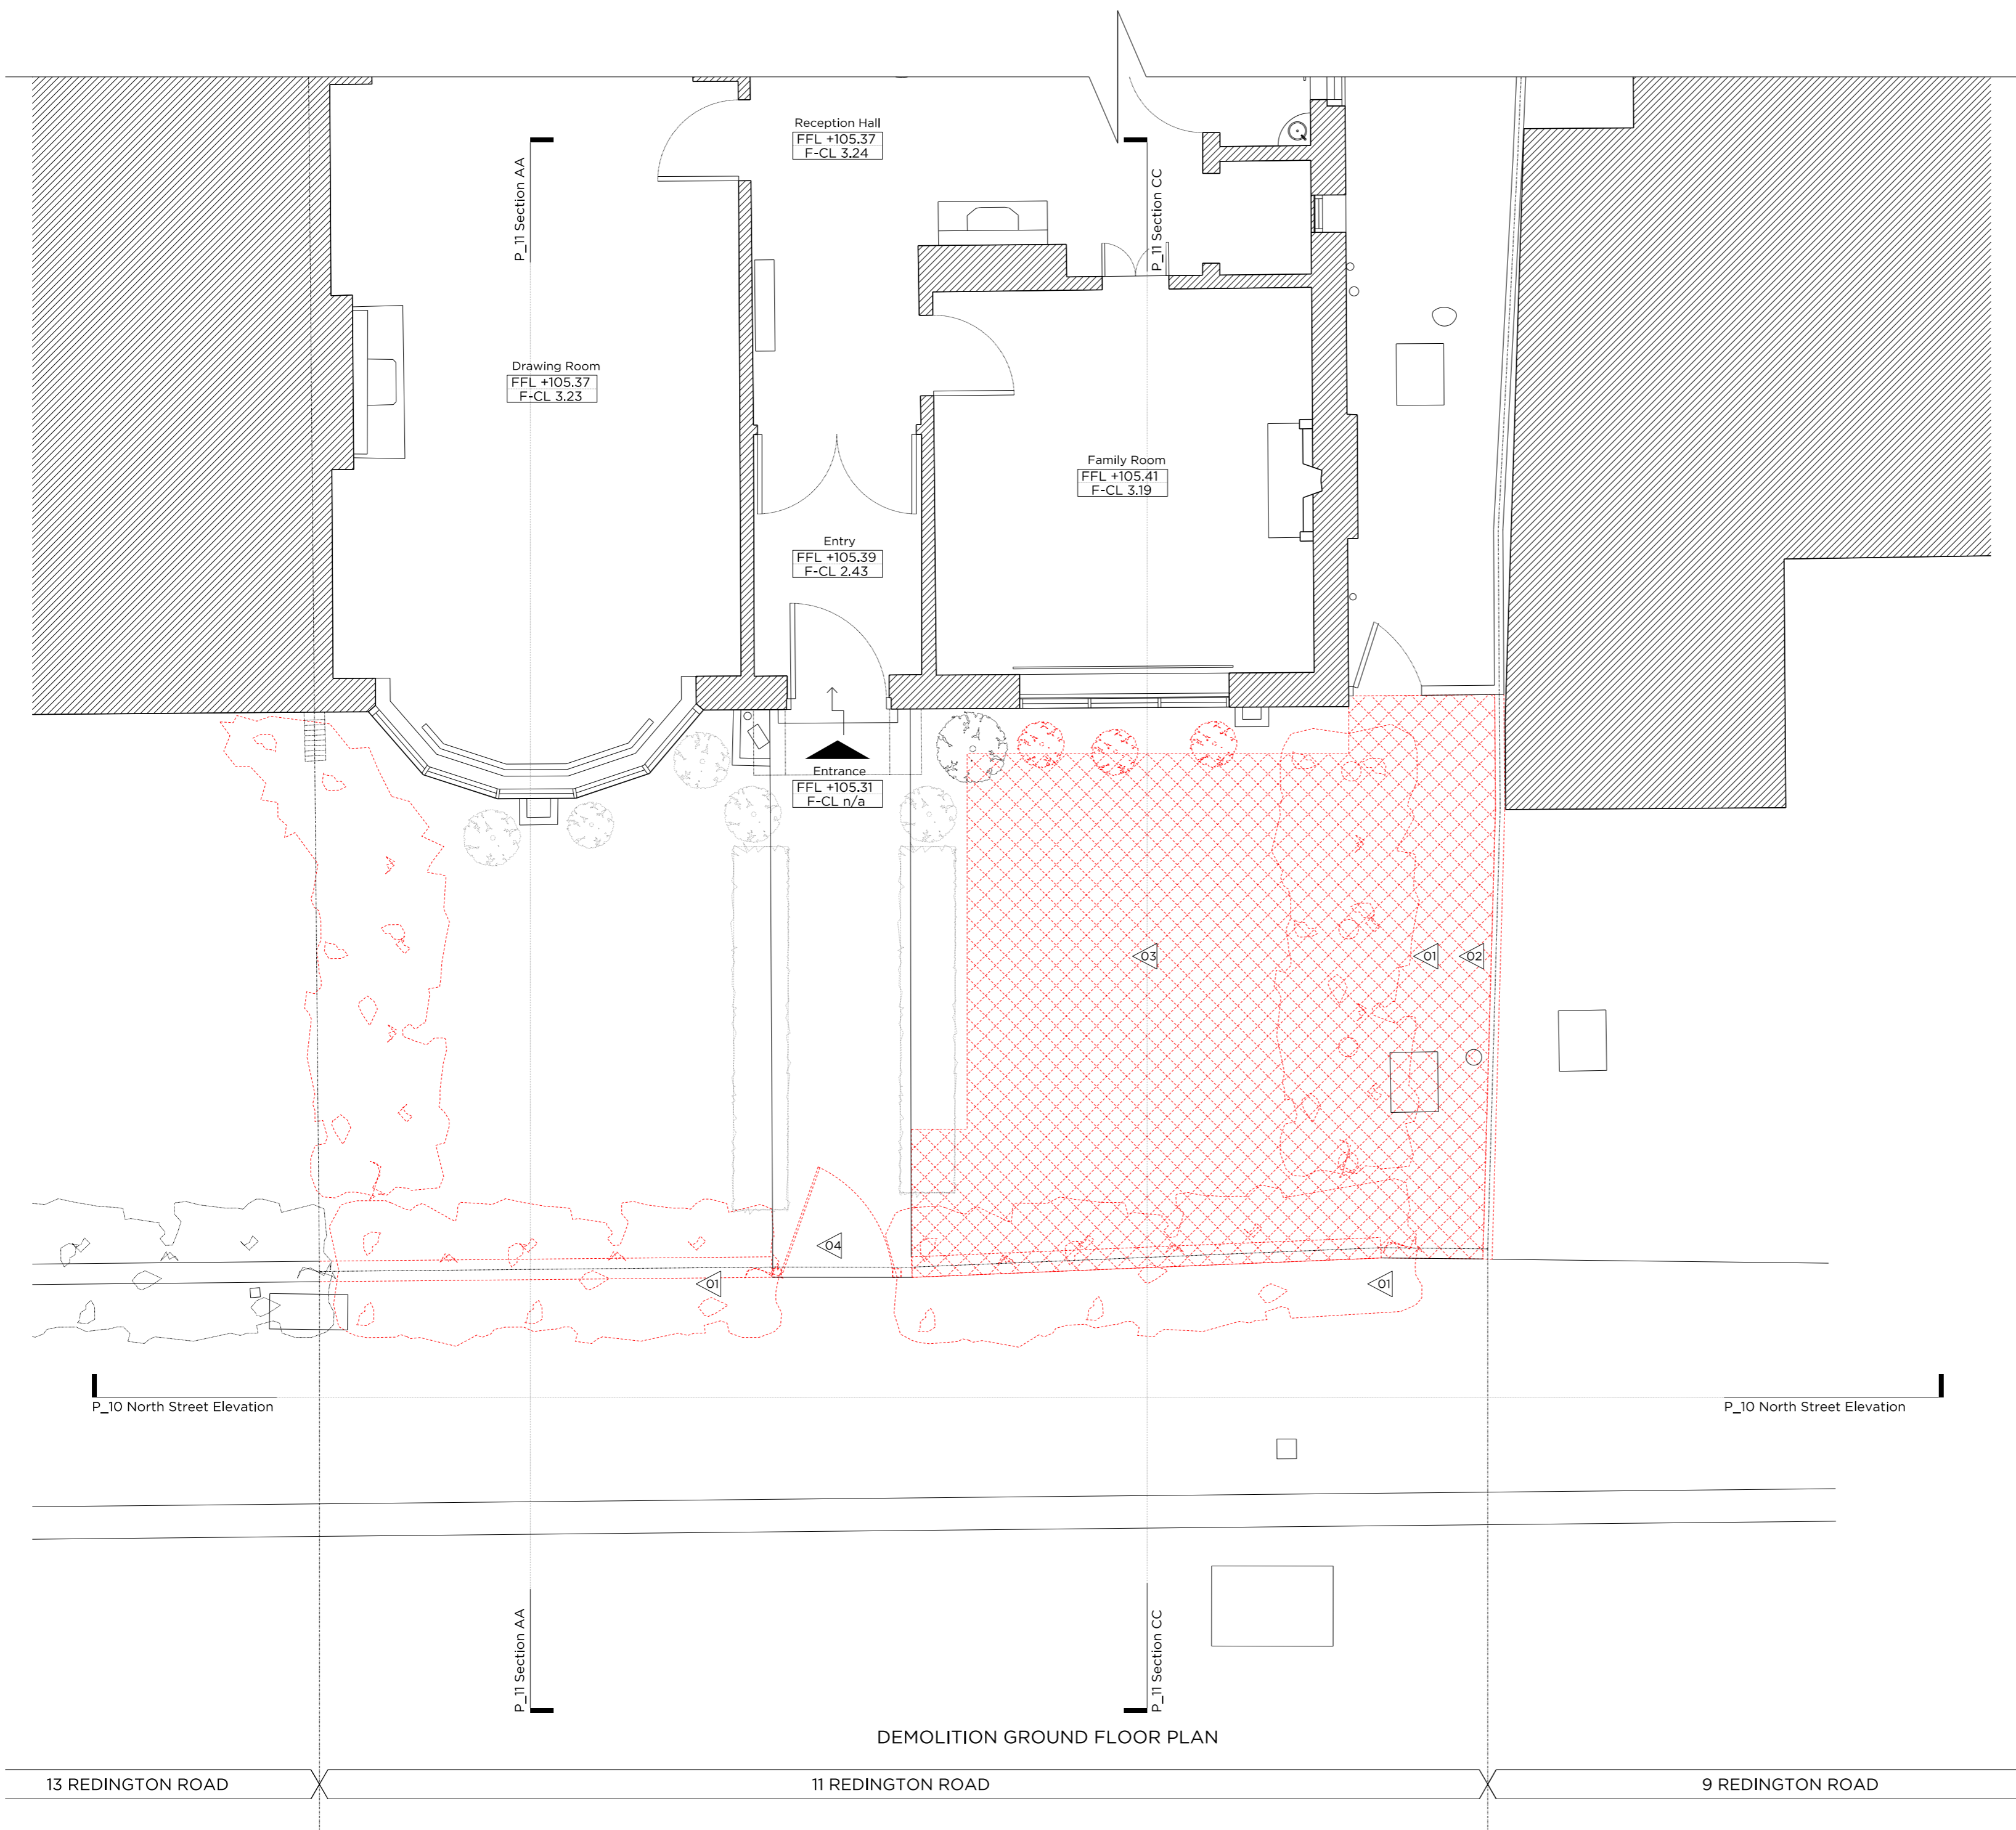 Reception Hall
FFL +105.37
F-CL 3.24
P_11 Section AA
P_11 Section CC
Drawing Room
FFL +105.37
F-CL 3.23
Family Room
FFL +105.41
F-CL 3.19
Entry
FFL +105.39
F-CL 2.43
Entrance
FFL +105.31
F-CL n/a
03
01
02
04
01
01
P_10 North Street Elevation
P_10 North Street Elevation
P_11 Section AA
P_11 Section CC
DEMOLITION GROUND FLOOR PLAN
13 REDINGTON ROAD
11 REDINGTON ROAD
9 REDINGTON ROAD